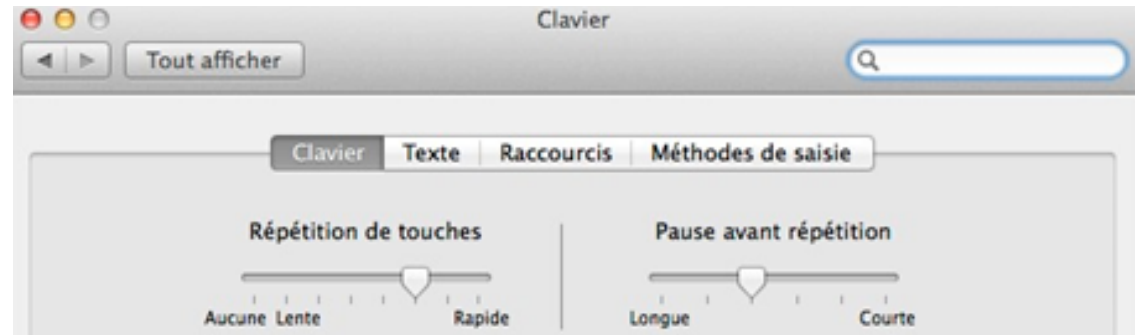 Clavier
Tout afficher
Clavier Texte Raccourcis Méthodes de saisie
Répétition de touches Pause avant répétition
Aucune Lente Rapide Longue Courte